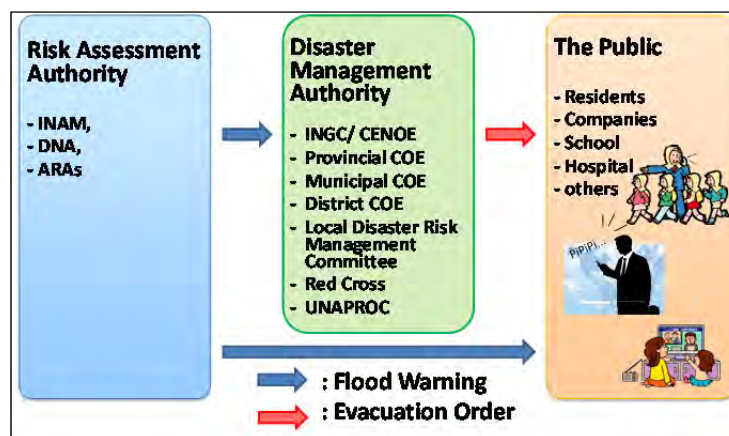 Risk Assessment
Authority
- INAM,
- DNA,
- ARAs
Disaster
Management
Authority
- INGC/ CENOE
- Provincial COE
- Municipal COE
- District COE
- Local Disaster Risk
Management
Committee
- Red Cross
- UNAPROC
The Public
- Residents
- Companies
- School
- Hospital
- others
PiPiPi...
: Flood Warning
: Evacuation Order